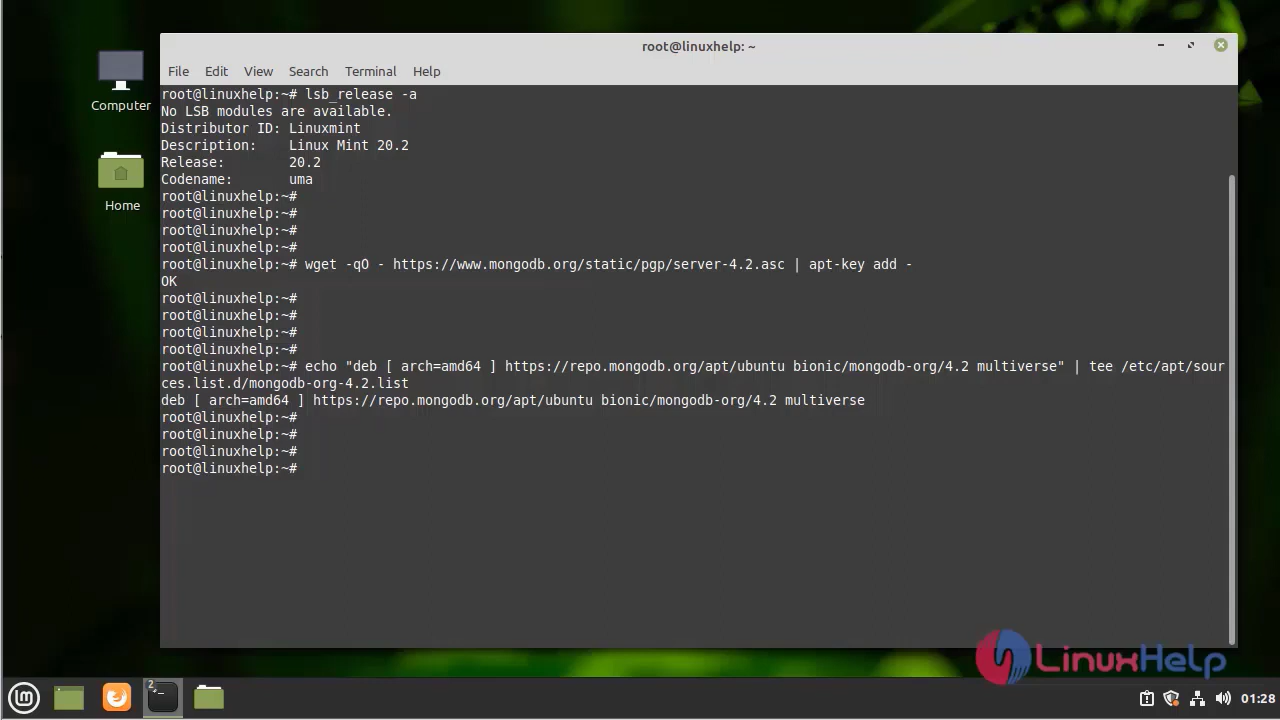 root@linuxhelp: ~
File Edit View Search Terminal Help
Computer
Home
root@linuxhelp:~# lsb_release -a
No LSB modules are available.
Distributor ID: Linuxmint
Description:    Linux Mint 20.2
Release:        20.2
Codename:       uma
root@linuxhelp:~#
root@linuxhelp:~#
root@linuxhelp:~#
root@linuxhelp:~#
root@linuxhelp:~# wget -qO - https://www.mongodb.org/static/pgp/server-4.2.asc | apt-key add -
OK
root@linuxhelp:~#
root@linuxhelp:~#
root@linuxhelp:~#
root@linuxhelp:~#
root@linuxhelp:~# echo "deb [ arch=amd64 ] https://repo.mongodb.org/apt/ubuntu bionic/mongodb-org/4.2 multiverse" | tee /etc/apt/sour
ces.list.d/mongodb-org-4.2.list
deb [ arch=amd64 ] https://repo.mongodb.org/apt/ubuntu bionic/mongodb-org/4.2 multiverse
root@linuxhelp:~#
root@linuxhelp:~#
root@linuxhelp:~#
root@linuxhelp:~#
LinuxHelp
2
01:28